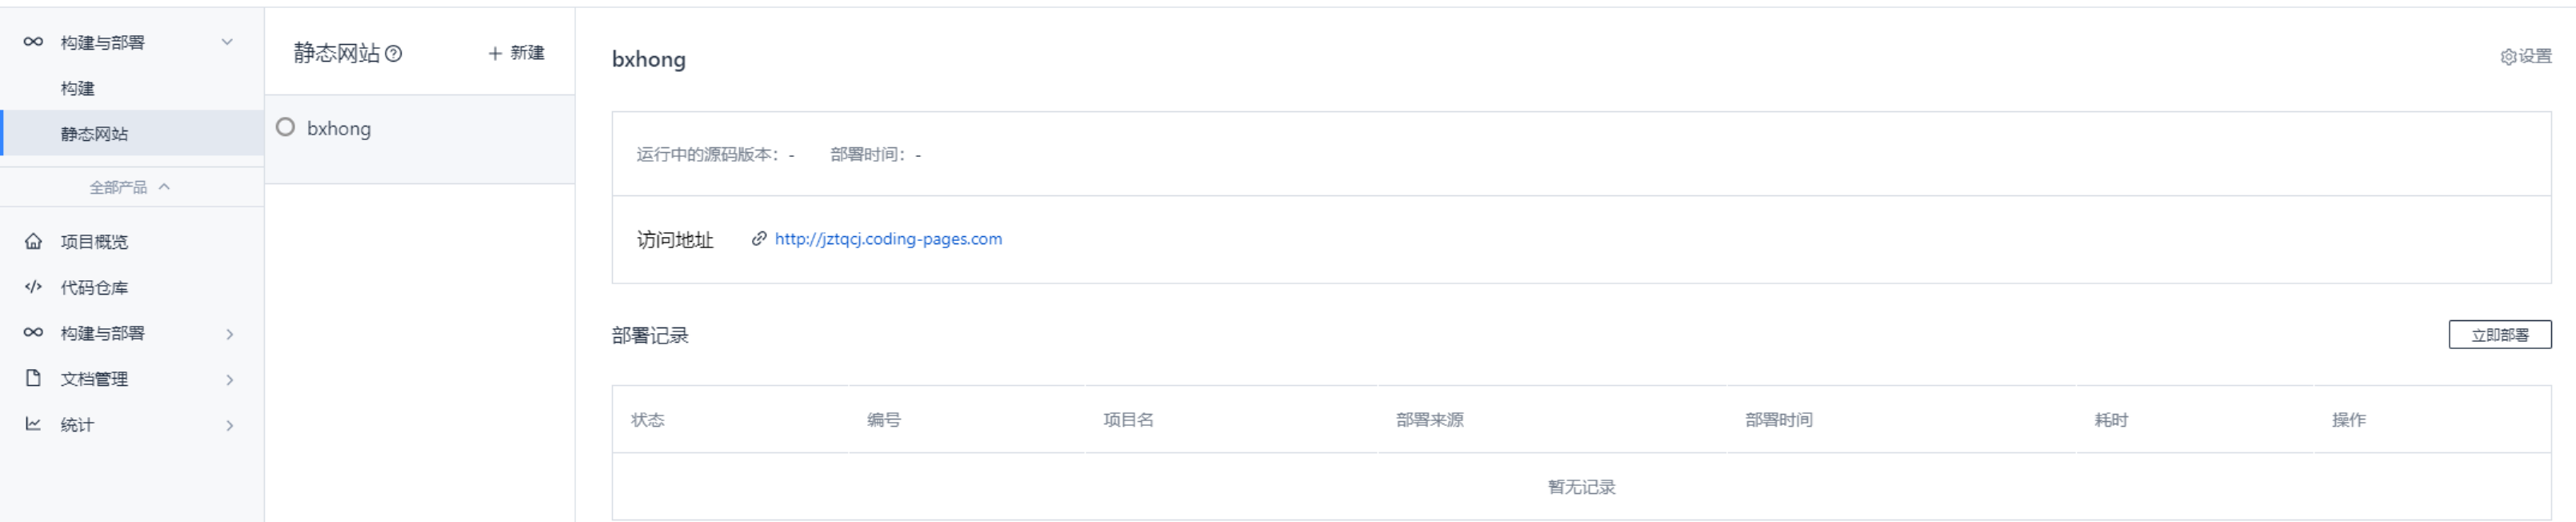 构建与部署
构建
静态网站
全部产品
项目概览
代码仓库
构建与部署
文档管理
统计
静态网站
+ 新建
bxhong
bxhong
设置
运行中的源码版本: - 部署时间: -
访问地址 http://jztqcj.coding-pages.com
部署记录
立即部署
状态 编号 项目名 部署来源 部署时间 耗时 操作
暂无记录